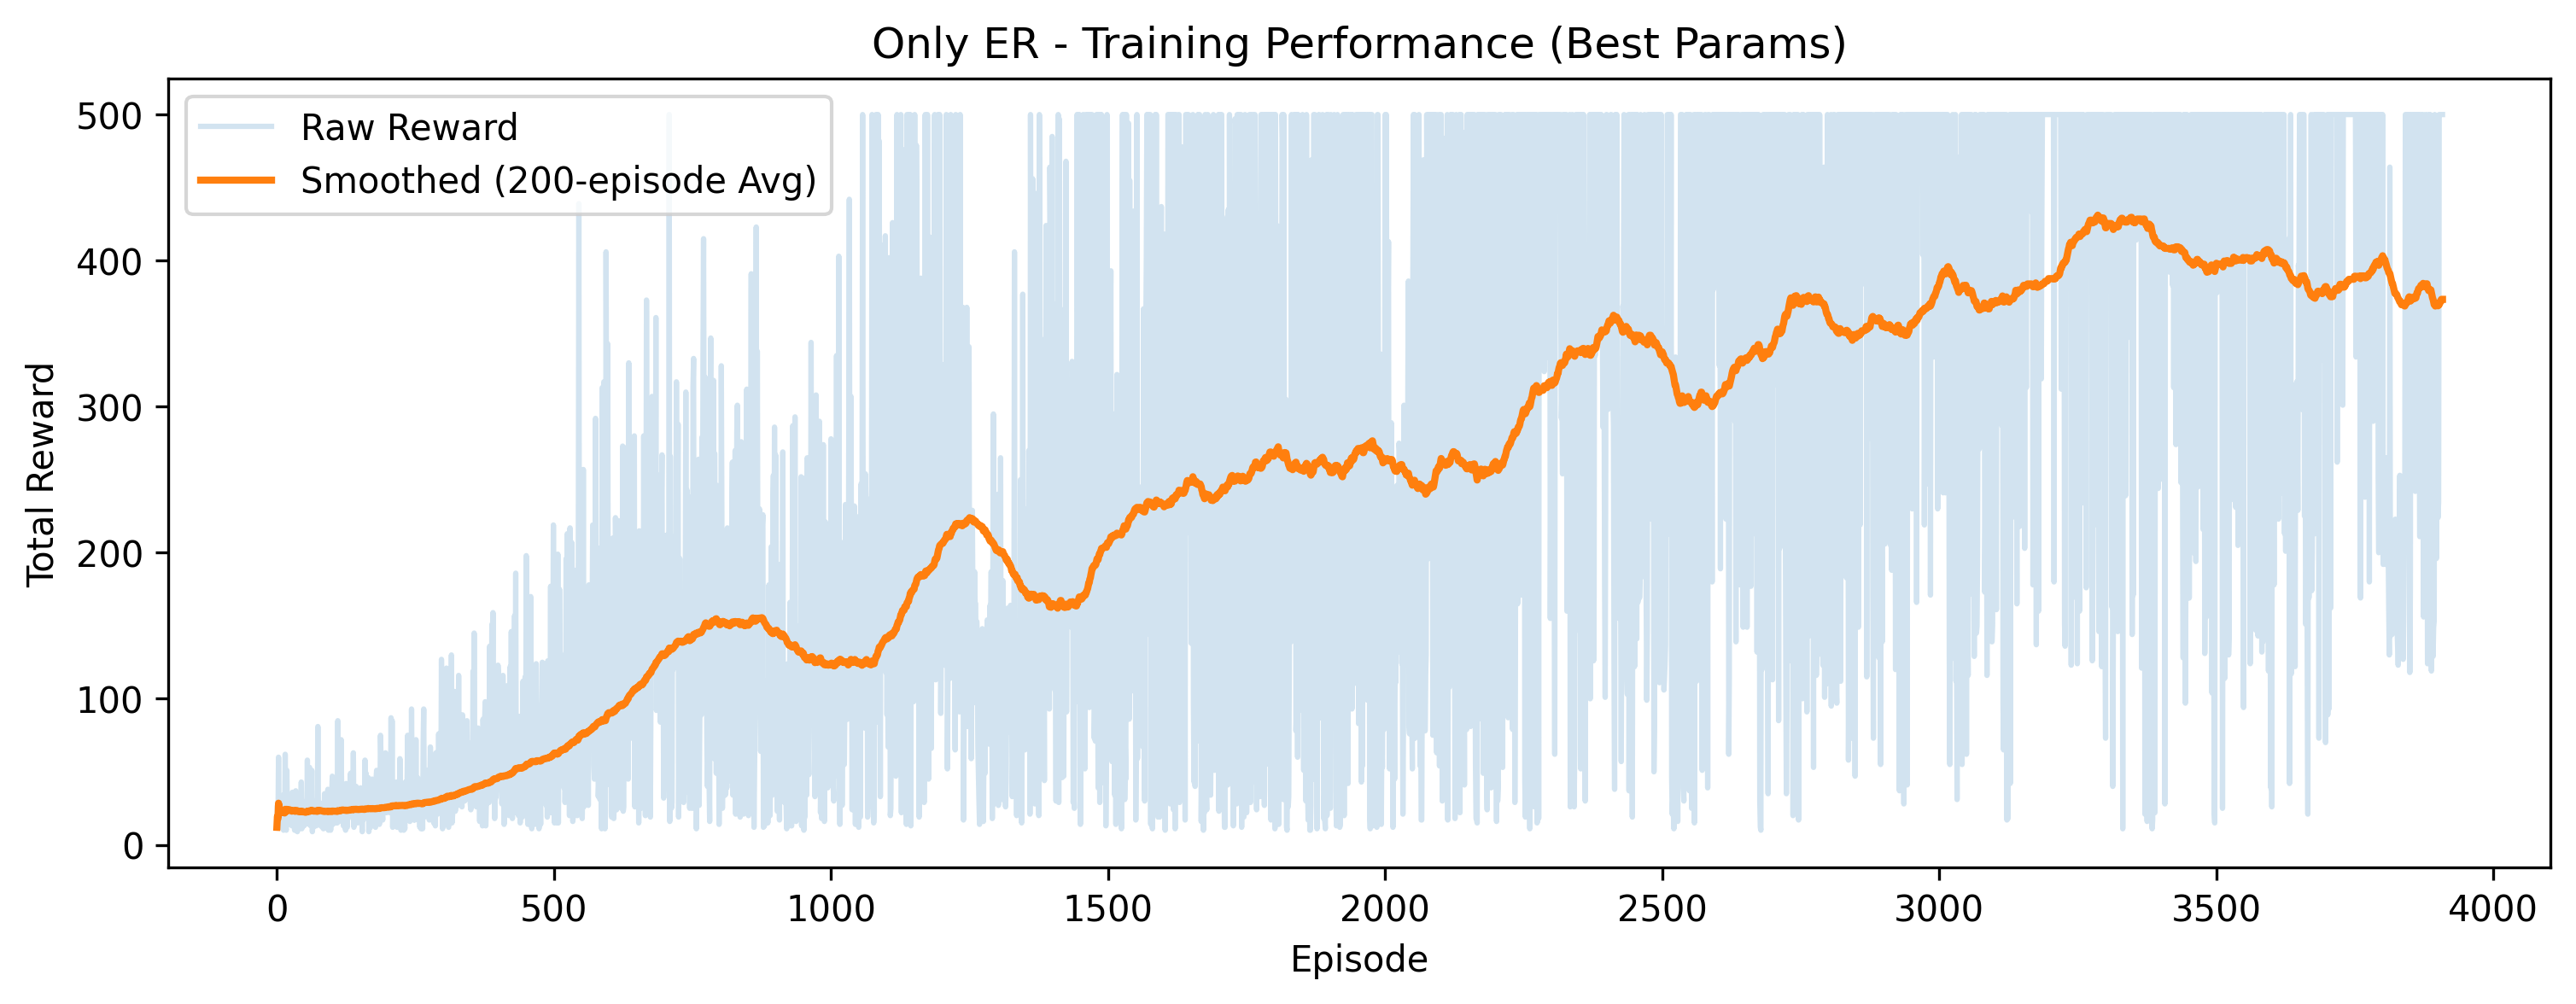 Only ER - Training Performance (Best Params)
Raw Reward
Smoothed (200-episode Avg)
Total Reward
500
400
300
200
100
0
0 500 1000 1500 2000 2500 3000 3500 4000
Episode